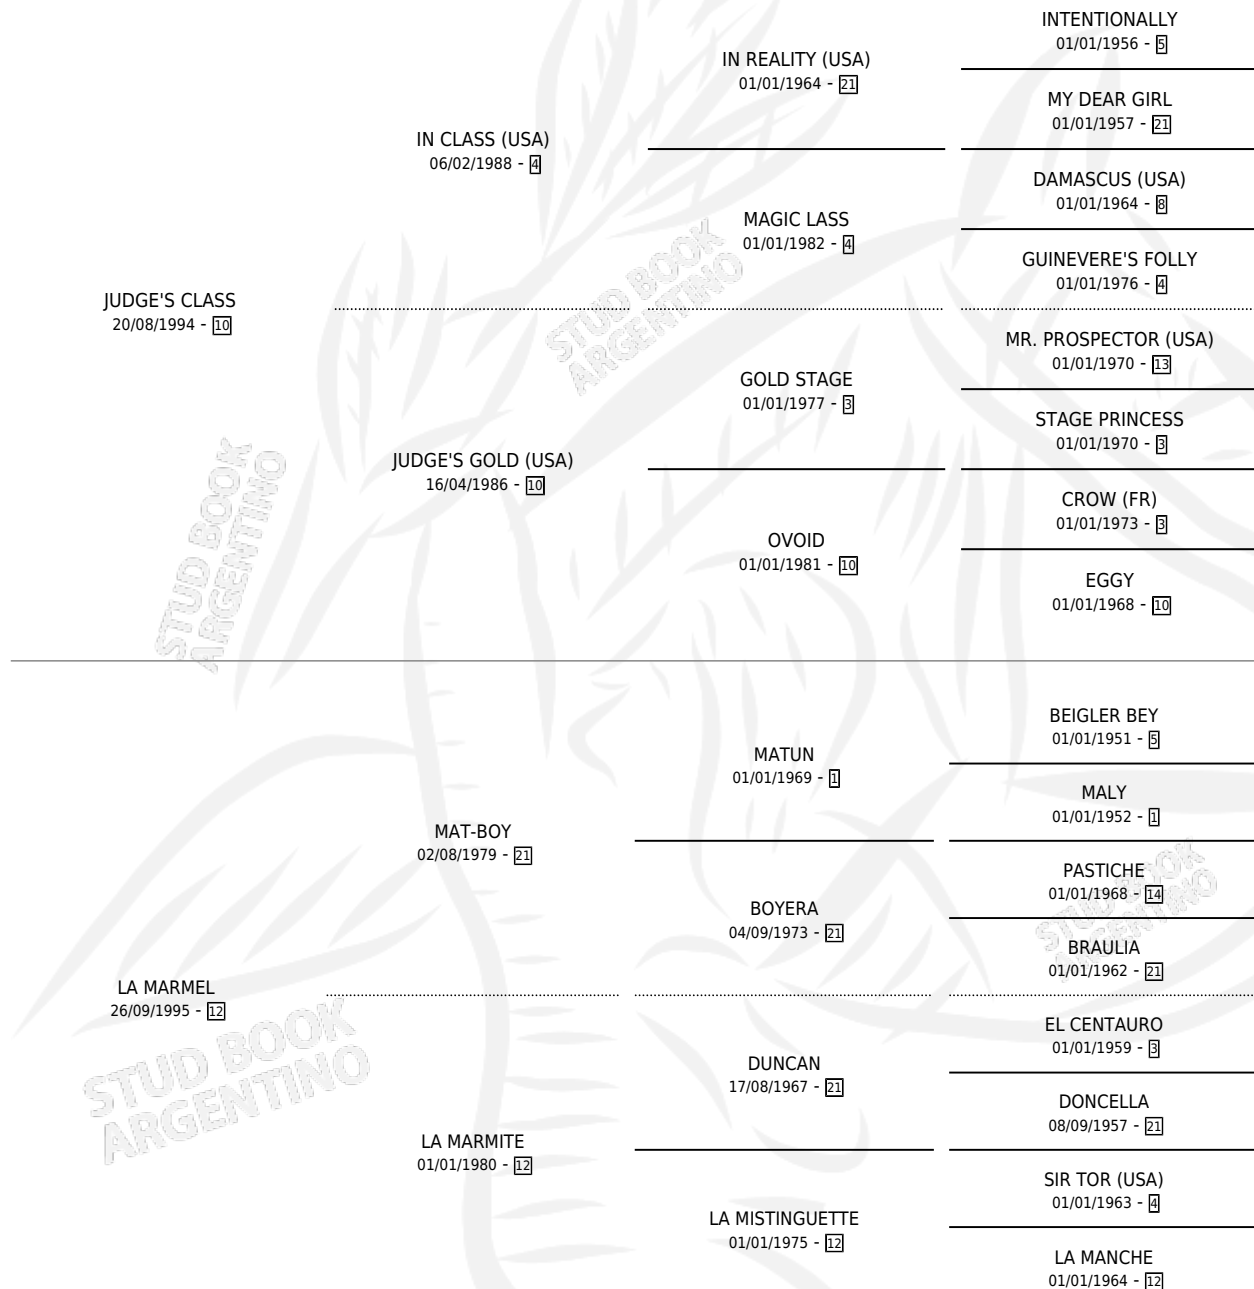 INTENTIONALLY
01/01/1956 - 5
IN REALITY (USA)
01/01/1964 - 21
MY DEAR GIRL
01/01/1957 - 21
IN CLASS (USA)
06/02/1988 - 4
DAMASCUS (USA)
01/01/1964 - 8
MAGIC LASS
01/01/1982 - 4
GUINEVERE'S FOLLY
01/01/1976 - 4
JUDGE'S CLASS
20/08/1994 - 10
MR. PROSPECTOR (USA)
01/01/1970 - 13
GOLD STAGE
01/01/1977 - 3
STAGE PRINCESS
01/01/1970 - 3
JUDGE'S GOLD (USA)
16/04/1986 - 10
CROW (FR)
01/01/1973 - 3
OVOID
01/01/1981 - 10
EGGY
01/01/1968 - 10
BEIGLER BEY
01/01/1951 - 5
MATUN
01/01/1969 - 1
MALY
01/01/1952 - 1
MAT-BOY
02/08/1979 - 21
PASTICHE
01/01/1968 - 14
BOYERA
04/09/1973 - 21
BRAULIA
01/01/1962 - 21
LA MARMEL
26/09/1995 - 12
EL CENTAURO
01/01/1959 - 3
DUNCAN
17/08/1967 - 21
DONCELLA
08/09/1957 - 21
LA MARMITE
01/01/1980 - 12
SIR TOR (USA)
01/01/1963 - 4
LA MISTINGUETTE
01/01/1975 - 12
LA MANCHE
01/01/1964 - 12
STUD BOOK
ARGENTINO
STUD BOOK
ARGENTINO
STUD BOOK
ARGENTINO
STUD BOOK
ARGENTINO